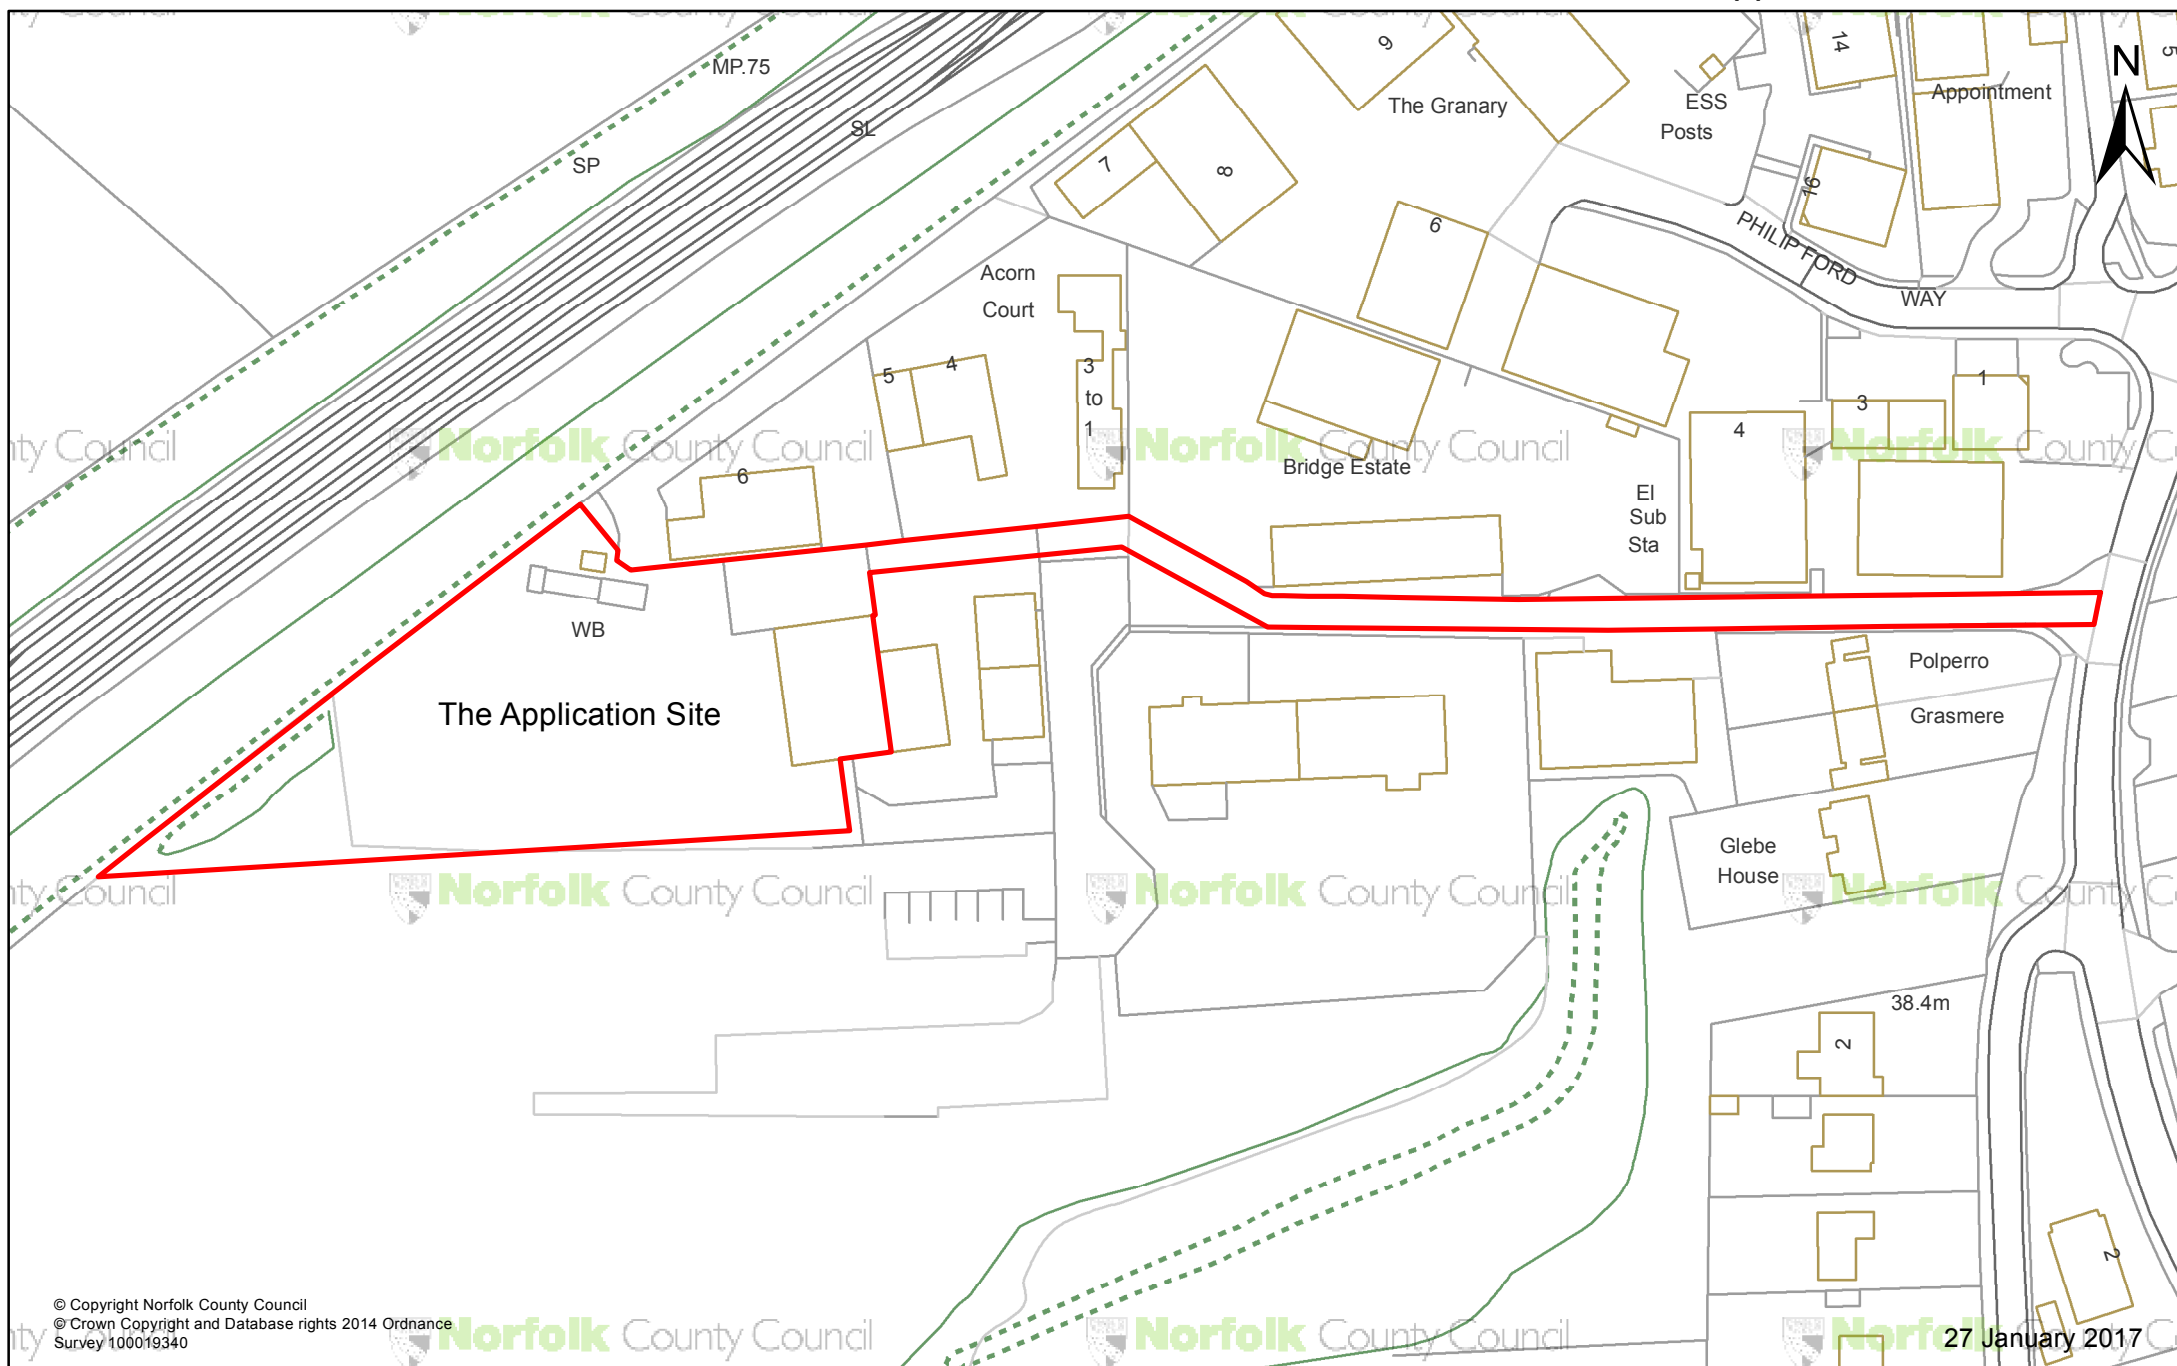 MP.75
SL
SP
9
The Granary
ESS
Posts
14
Appointment
N
5
7
8
16
6
PHILIP FORD
WAY
Acorn
Court
5
4
3
to
1
6
Bridge Estate
El
Sub
Sta
4
3
1
WB
The Application Site
Polperro
Grasmere
Glebe
House
38.4m
2
2
Norfolk County Council
Norfolk County Council
Norfolk County Council
Norfolk County Council
Norfolk County Council
Norfolk County Council
© Copyright Norfolk County Council
© Crown Copyright and Database rights 2014 Ordnance
Survey 100019340
27 January 2017